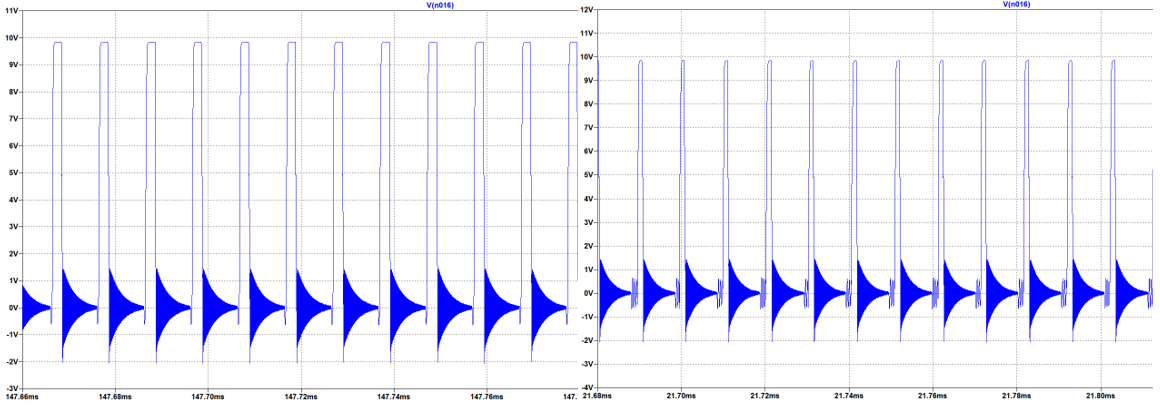 V(n016)
11V
10V
9V
8V
7V
6V
5V
4V
3V
2V
1V
0V
-1V
-2V
-3V
147.66ms
147.68ms
147.70ms
147.72ms
147.74ms
147.76ms
147.
V(n016)
12V
11V
10V
9V
8V
7V
6V
5V
4V
3V
2V
1V
0V
-1V
-2V
-3V
-4V
21.68ms
21.70ms
21.72ms
21.74ms
21.76ms
21.78ms
21.80ms